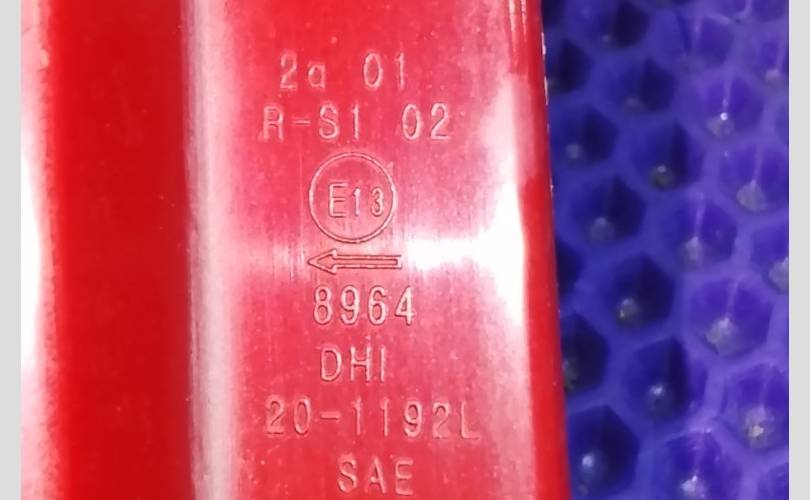 2a 01
R-S1 02
E13
8964
DHI
20-1192L
SAE